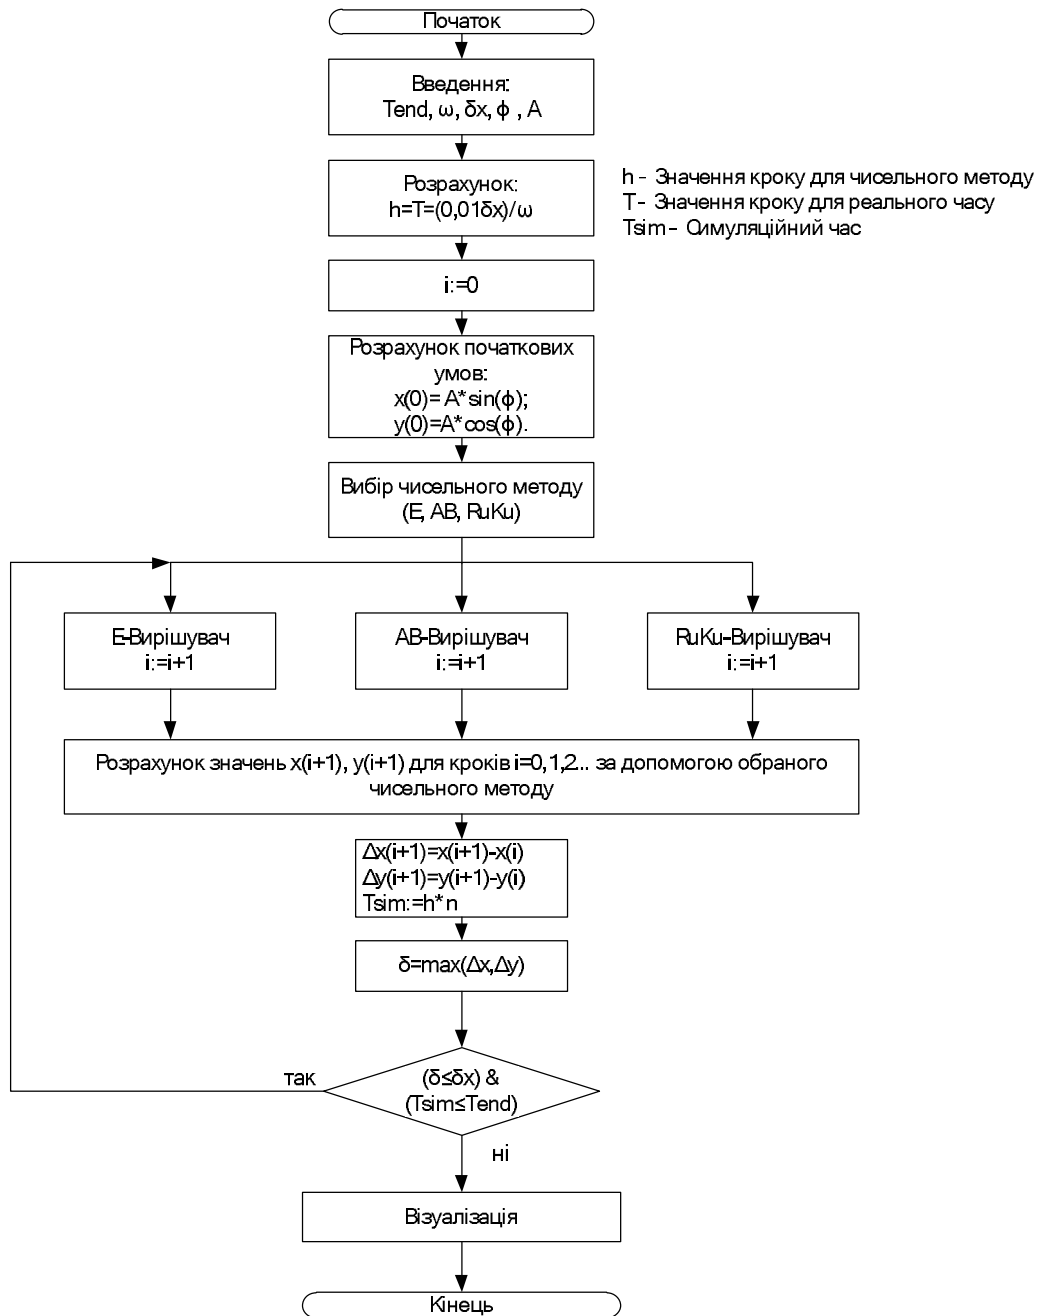 Початок
Введення:
Tend, ω, δx, ϕ , A
Розрахунок:
h=T=(0,01δx)/ω
h - Значення кроку для чисельного методу
T - Значення кроку для реального часу
Tsim - Симуляційний час
i:=0
Розрахунок початкових
умов:
x(0)= A*sin(ϕ);
y(0)=A*cos(ϕ).
Вибір чисельного методу
(E, AB, RuKu)
E-Вирішувач
i:=i+1
AB-Вирішувач
i:=i+1
RuKu-Вирішувач
i:=i+1
Розрахунок значень x(i+1), y(i+1) для кроків i=0,1,2... за допомогою обраного
чисельного методу
Δx(i+1)=x(i+1)-x(i)
Δy(i+1)=y(i+1)-y(i)
Tsim:=h*n
δ=max(Δx,Δy)
так
(δ≤δx) &
(Tsim≤Tend)
ні
Візуалізація
Кінець